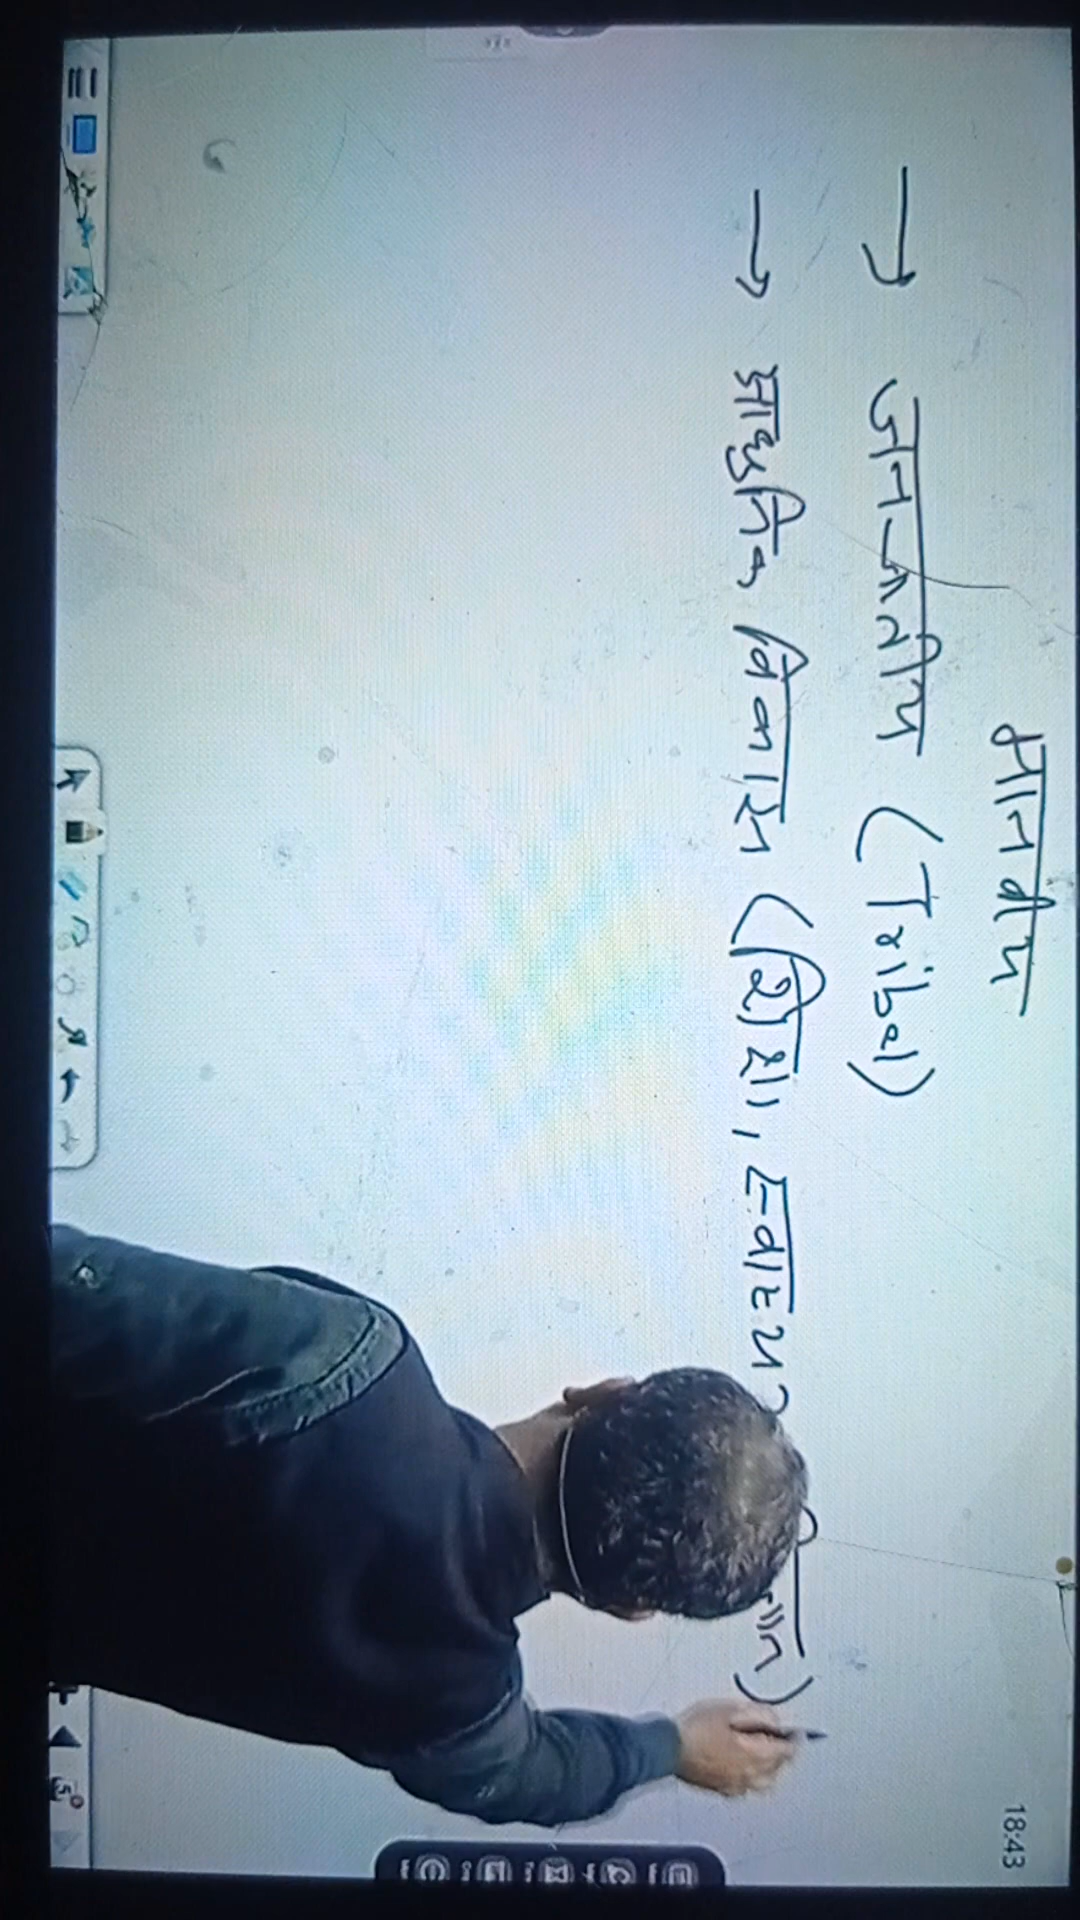 मानवीय
→ जनजातीय (Tribal)
→ आधुनिक विकास (शिक्षा, स्वास्थ्य
18:43